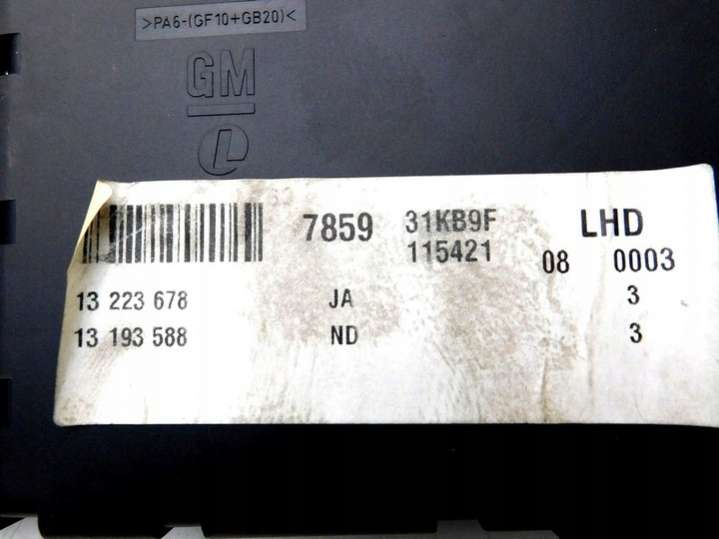 >PA6-(GF10+GB20)<
GM
L
7859 31KB9F LHD
115421 08 0003
13 223 678 JA 3
13 193 588 ND 3